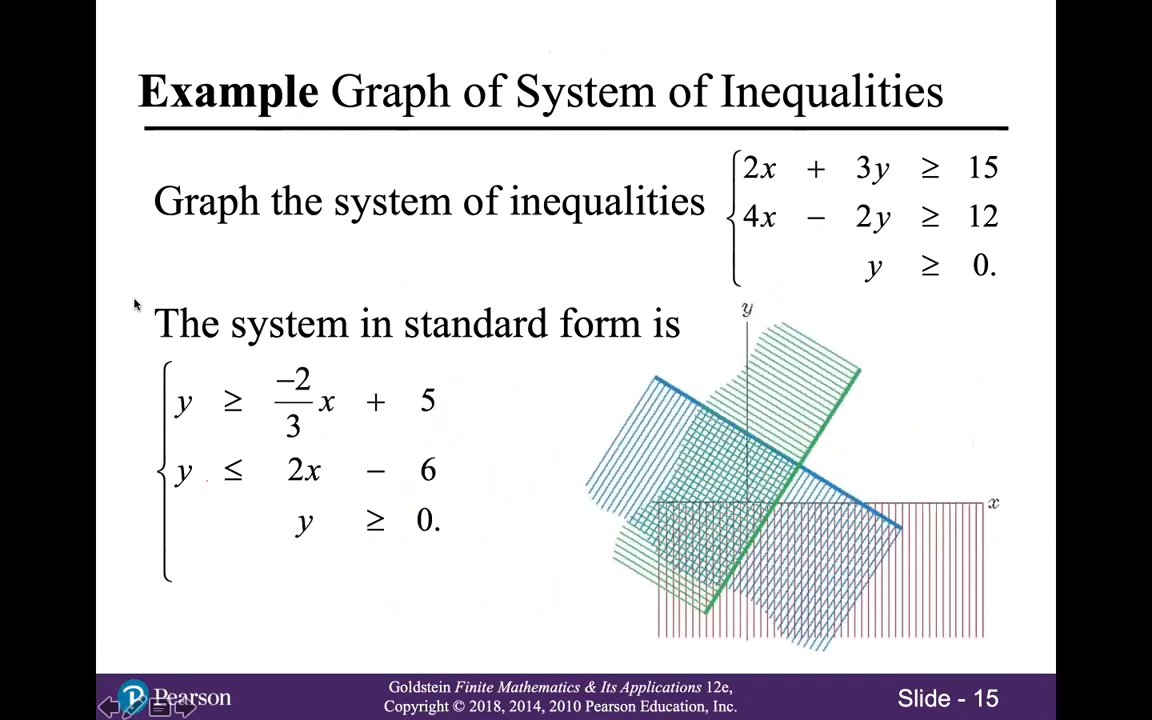 Example Graph of System of Inequalities
Graph the system of inequalities
2x + 3y ≥ 15
4x − 2y ≥ 12
y ≥ 0.
The system in standard form is
y ≥ −2/3 x + 5
y ≤ 2x − 6
y ≥ 0.
y
x
Pearson
Goldstein Finite Mathematics & Its Applications 12e,
Copyright © 2018, 2014, 2010 Pearson Education, Inc.
Slide - 15